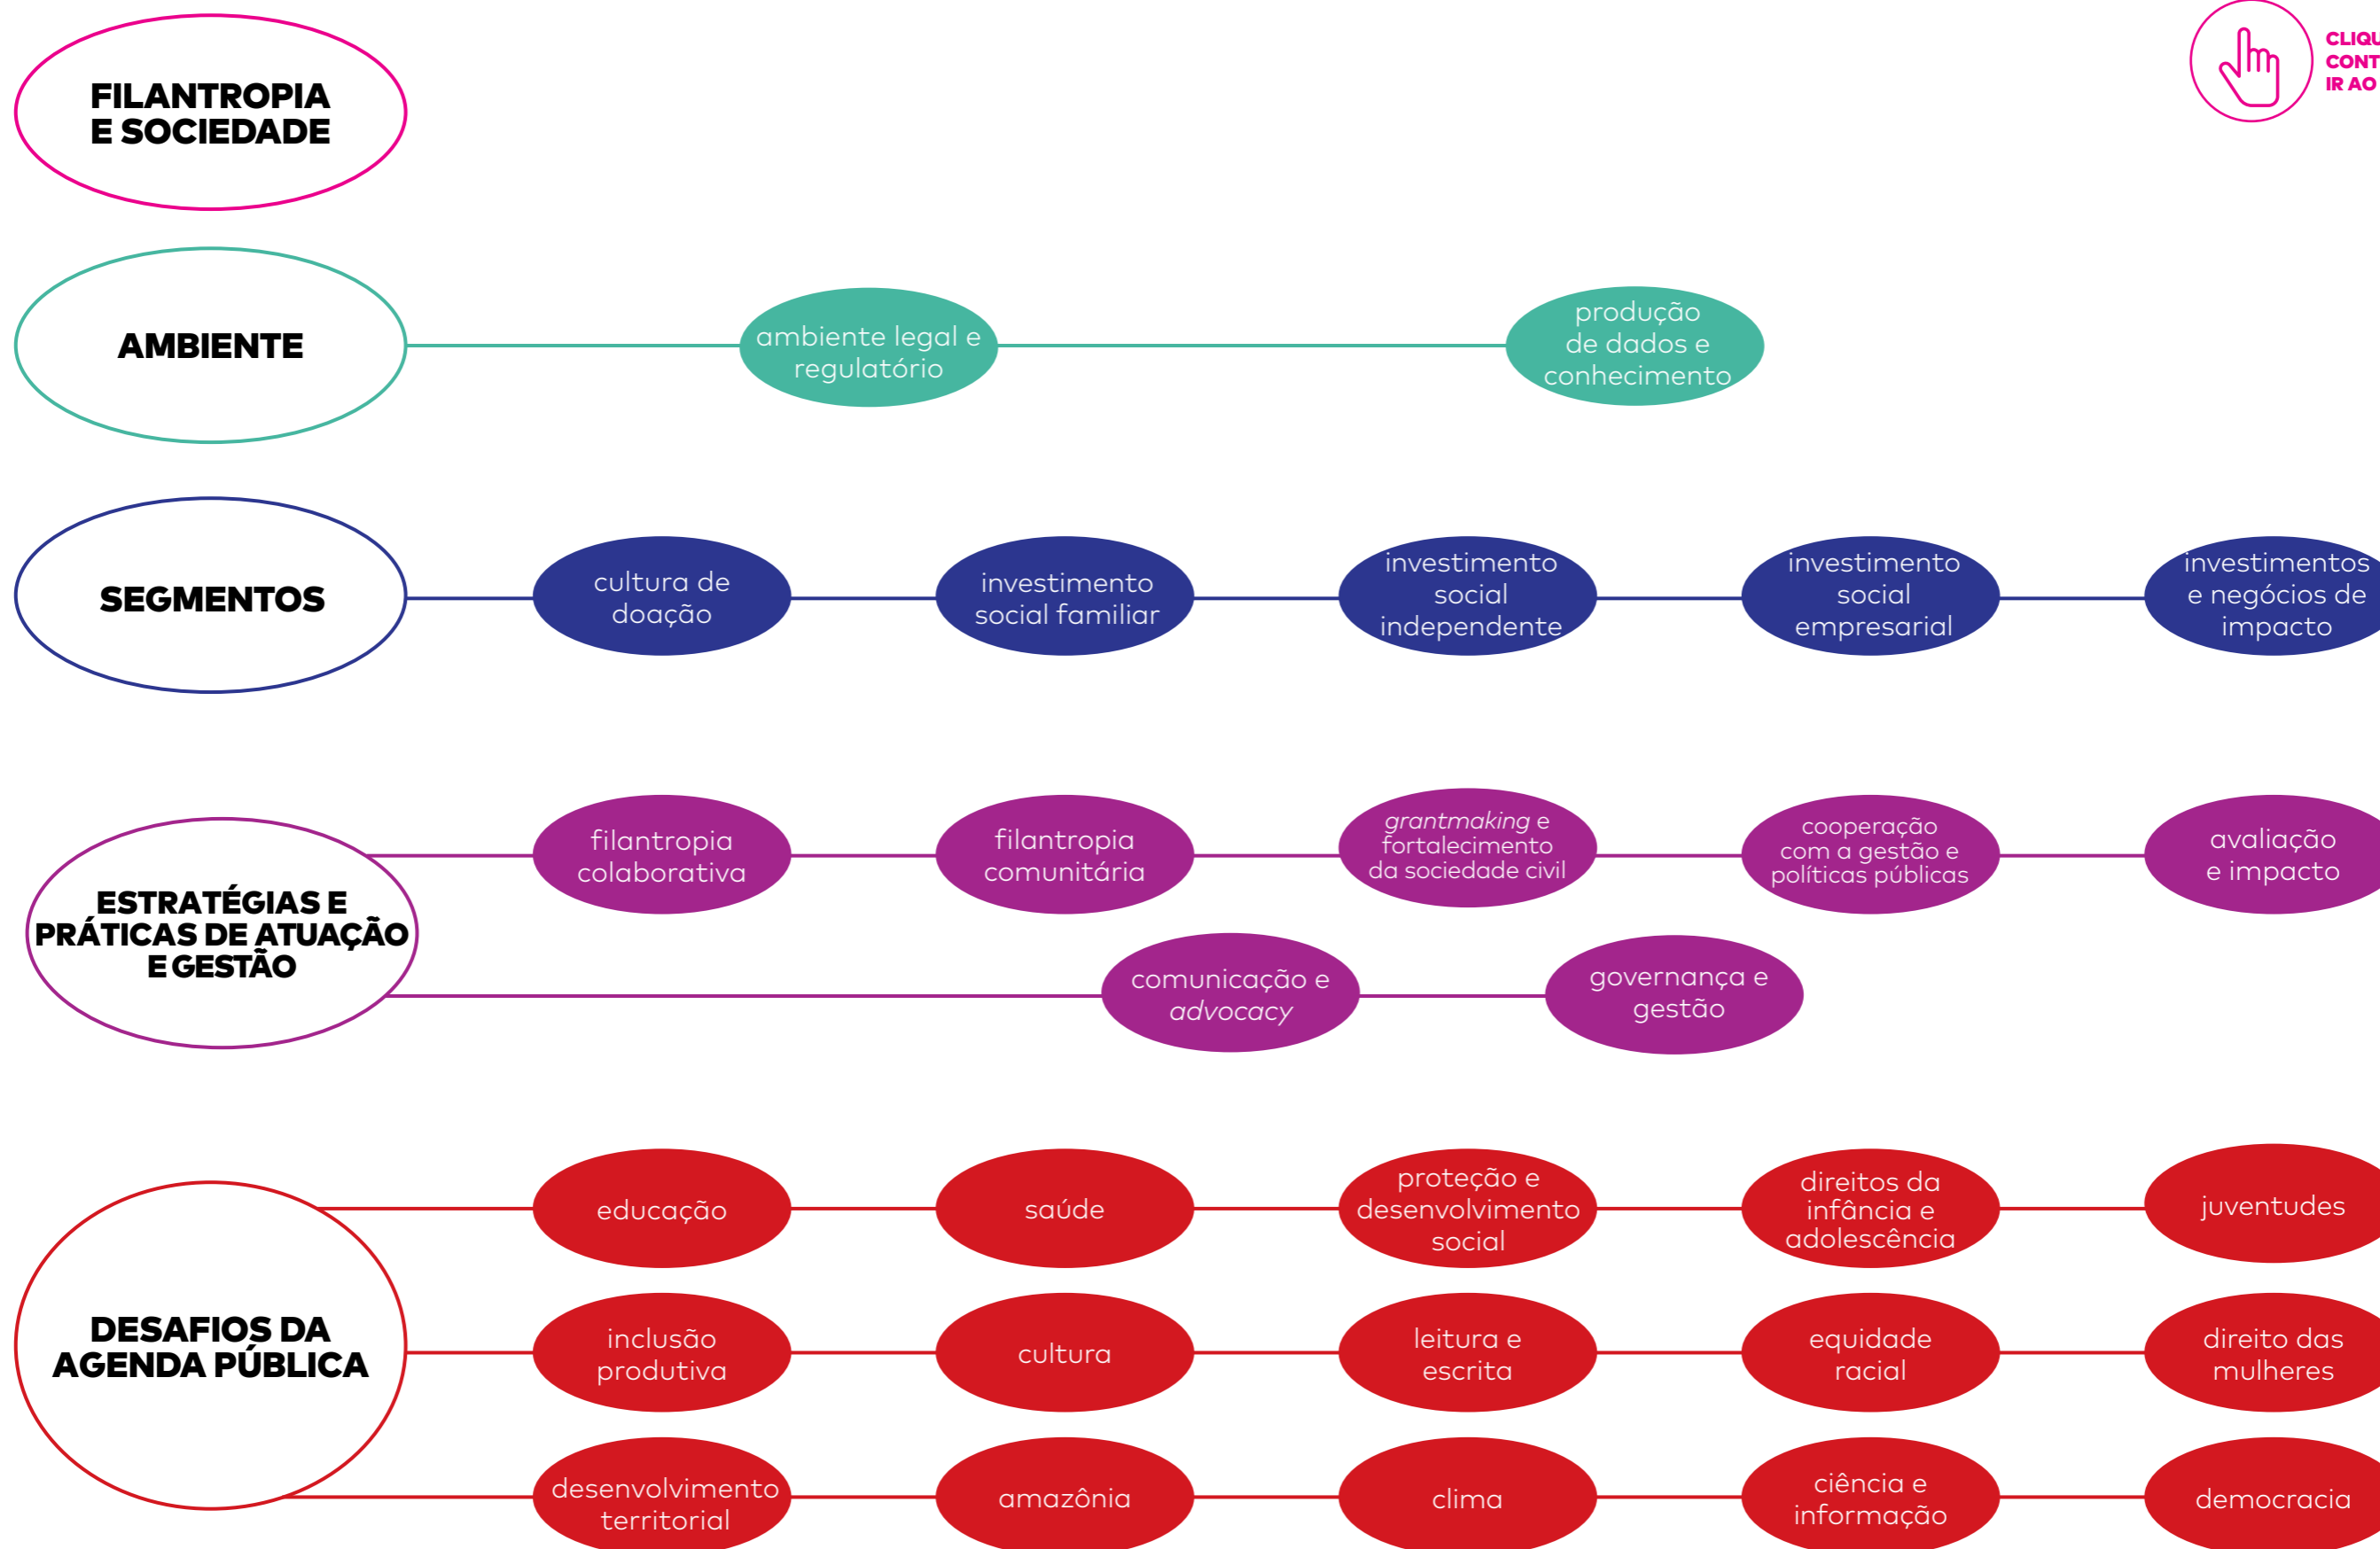 FILANTROPIA
E SOCIEDADE
CONT
IR AO
AMBIENTE
ambiente legal e
regulatório
produção
de dados e
conhecimento
SEGMENTOS
cultura de
doação
investimento
social familiar
investimento
social
independente
investimento
social
empresarial
investimentos
e negócios de
impacto
ESTRATÉGIAS E
PRÁTICAS DE ATUAÇÃO
E GESTÃO
filantropia
colaborativa
filantropia
comunitária
grantmaking e
fortalecimento
da sociedade civil
cooperação
com a gestão e
políticas públicas
avaliação
e impacto
comunicação e
advocacy
governança e
gestão
DESAFIOS DA
AGENDA PÚBLICA
educação
saúde
proteção e
desenvolvimento
social
direitos da
infância e
adolescência
juventudes
inclusão
produtiva
cultura
leitura e
escrita
equidade
racial
direito das
mulheres
desenvolvimento
territorial
amazônia
clima
ciência e
informação
democracia